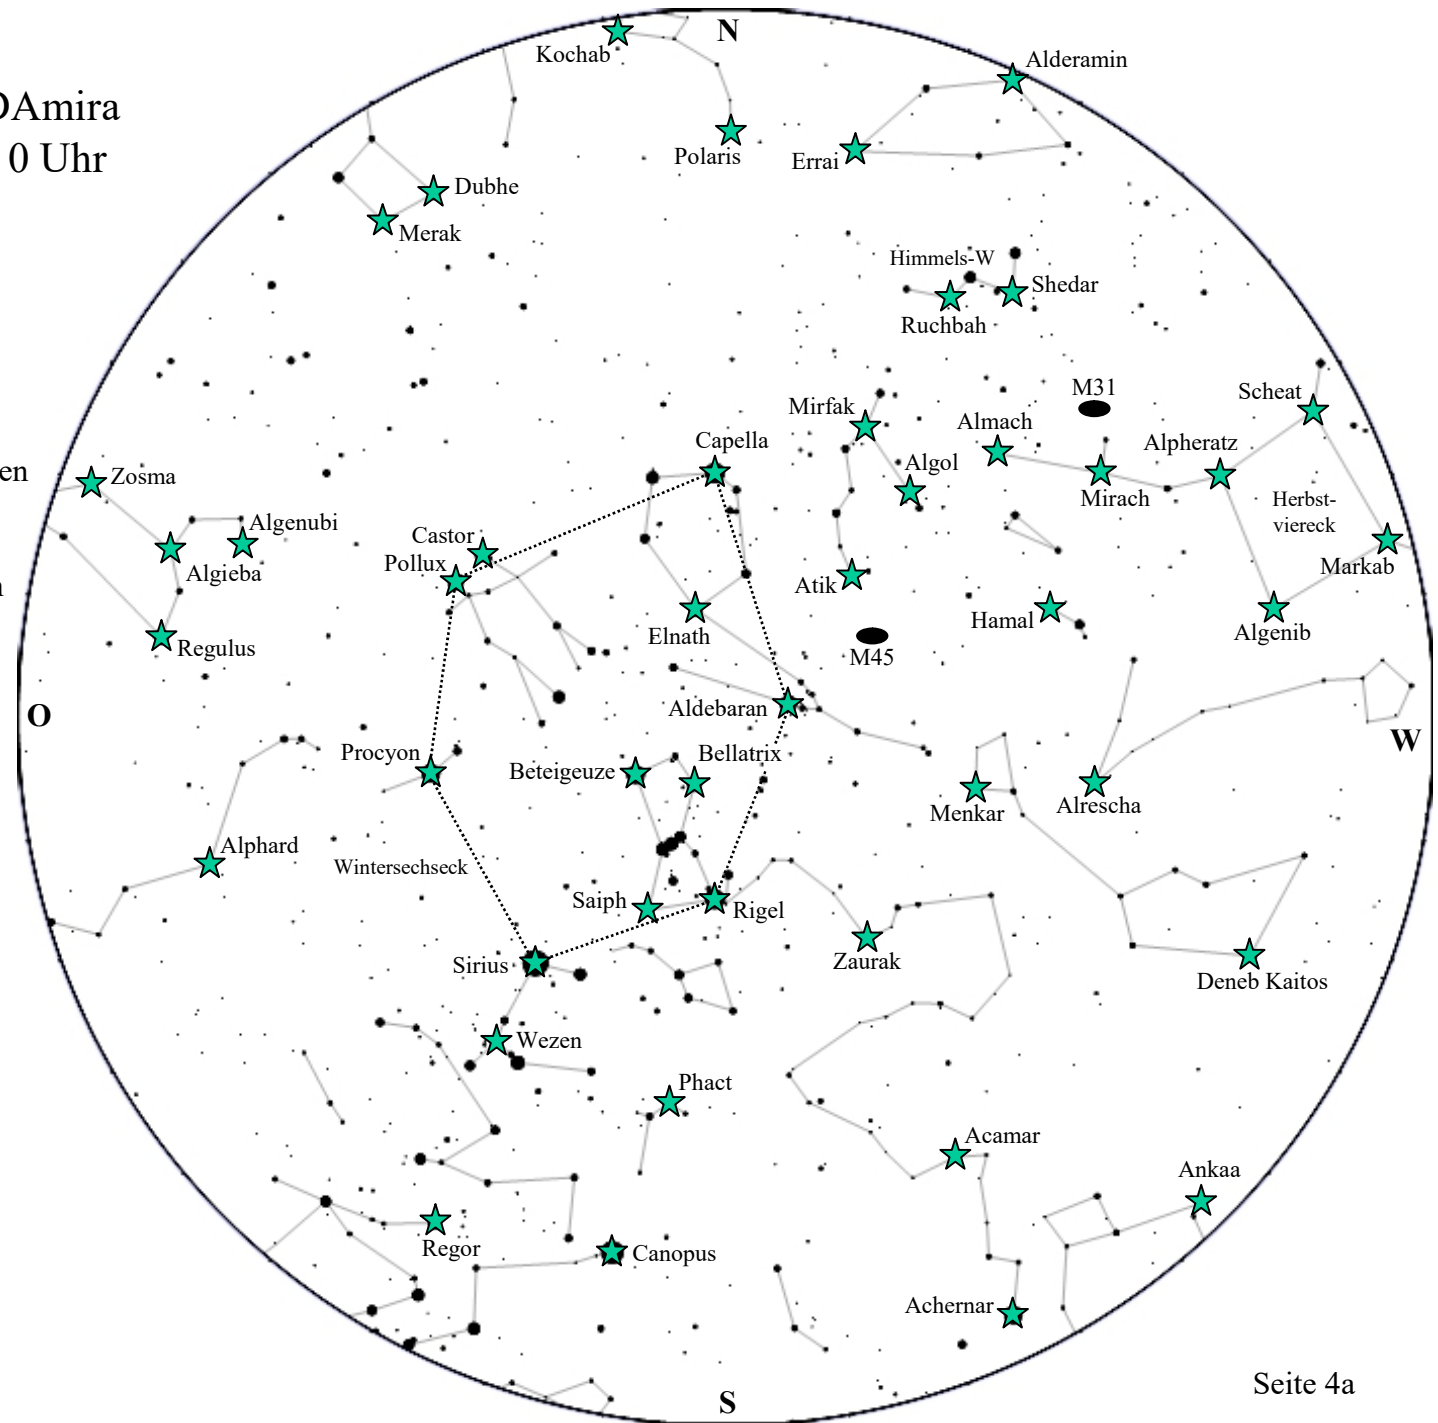 N
Kochab
Alderamin
DAmira
0 Uhr
Polaris
Errai
Dubhe
Merak
Himmels-W
Shedar
Ruchbah
M31
Scheat
Mirfak
Almach
Capella
Alpheratz
en
Zosma
Algol
Mirach
Herbst-
viereck
Algenubi
Castor
Pollux
Algieba
Markab
Atik
Hamal
Elnath
Algenib
Regulus
M45
Aldebaran
O
W
Procyon
Beteigeuze
Bellatrix
Menkar
Alrescha
Alphard
Wintersechseck
Saiph
Rigel
Zaurak
Sirius
Deneb Kaitos
Wezen
Phact
Acamar
Ankaa
Regor
Canopus
Achernar
Seite 4a
S